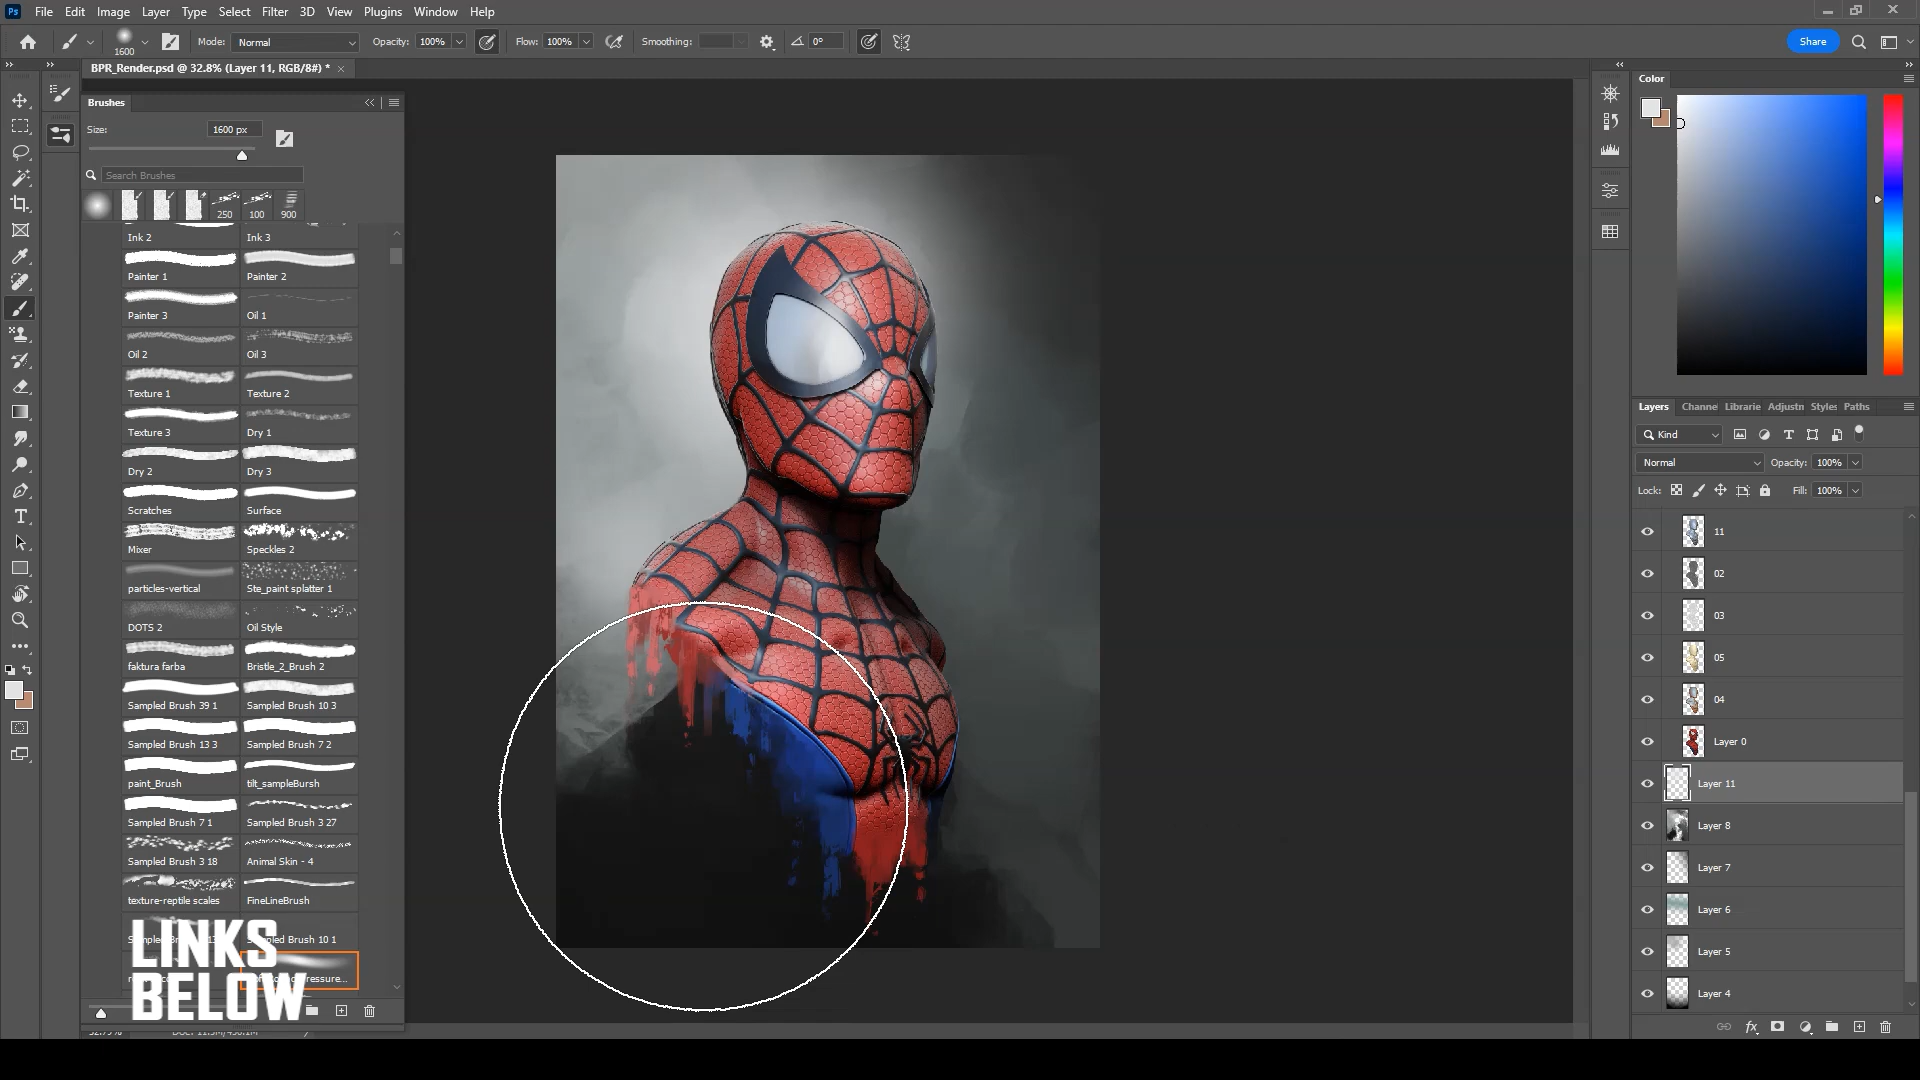 Ps File Edit Image Layer Type Select Filter 3D View Plugins Window Help
1600 Mode: Normal Opacity: 100% Flow: 100% Smoothing: 0° Share
BPR_Render.psd @ 32.8% (Layer 11, RGB/8#) *
Brushes
Size: 1600 px
Search Brushes
250 100 900
Ink 2 Ink 3
Painter 1 Painter 2
Painter 3 Oil 1
Oil 2 Oil 3
Texture 1 Texture 2
Texture 3 Dry 1
Dry 2 Dry 3
Scratches Surface
Mixer Speckles 2
particles-vertical Ste_paint splatter 1
DOTS 2 Oil Style
faktura farba Bristle_2_Brush 2
Sampled Brush 39 1 Sampled Brush 10 3
Sampled Brush 13 3 Sampled Brush 7 2
paint_Brush tilt_sampleBursh
Sampled Brush 7 1 Sampled Brush 3 27
Sampled Brush 3 18 Animal Skin - 4
texture-reptile scales FineLineBrush
Sampled Brush 10 1
LINKS
BELOW
Color
Layers Channe Librarie Adjustn Styles Paths
Kind
Normal Opacity: 100%
Lock: Fill: 100%
11
02
03
05
04
Layer 0
Layer 11
Layer 8
Layer 7
Layer 6
Layer 5
Layer 4